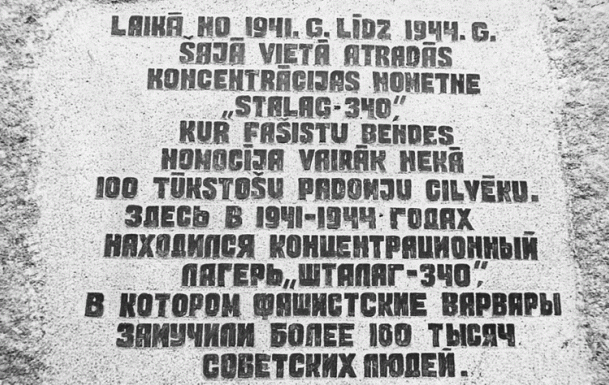 LAIKĀ NO 1941. G. LĪDZ 1944. G.
ŠAJĀ VIETĀ ATRADĀS
KONCENTRĀCIJAS NOMETNE
„STALAG-340”,
KUR FAŠISTU BENDES
NOMOCĪJA VAIRĀK NEKĀ
100 TŪKSTOŠU PADOMJU CILVĒKU.
ЗДЕСЬ В 1941-1944 ГОДАХ
НАХОДИЛСЯ КОНЦЕНТРАЦИОННЫЙ
ЛАГЕРЬ „ШТАЛАГ-340”,
В КОТОРОМ ФАШИСТСКИЕ ВАРВАРЫ
ЗАМУЧИЛИ БОЛЕЕ 100 ТЫСЯЧ
СОВЕТСКИХ ЛЮДЕЙ.